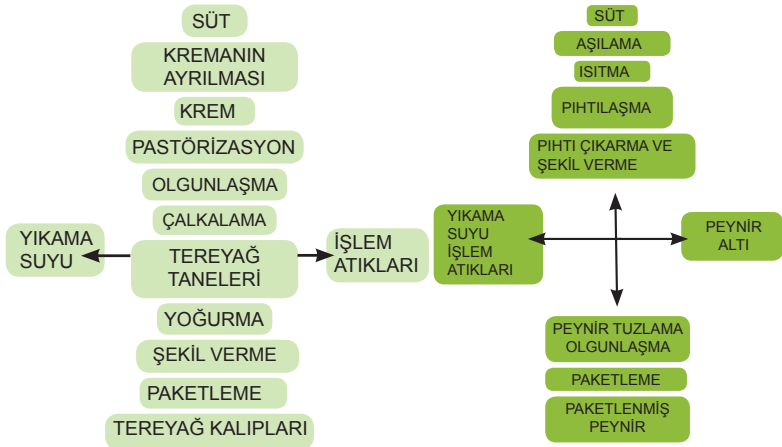 SÜT
KREMANIN
AYRILMASI
KREM
PASTÖRİZASYON
OLGUNLAŞMA
ÇALKALAMA
YIKAMA
SUYU
TEREYAĞ
TANELERİ
İŞLEM
ATIKLARI
YOĞURMA
ŞEKİL VERME
PAKETLEME
TEREYAĞ KALIPLARI
SÜT
AŞILAMA
ISITMA
PIHTILAŞMA
PIHTI ÇIKARMA VE
ŞEKİL VERME
YIKAMA
SUYU
İŞLEM
ATIKLARI
PEYNİR
ALTI
PEYNİR TUZLAMA
OLGUNLAŞMA
PAKETLEME
PAKETLENMİŞ
PEYNİR